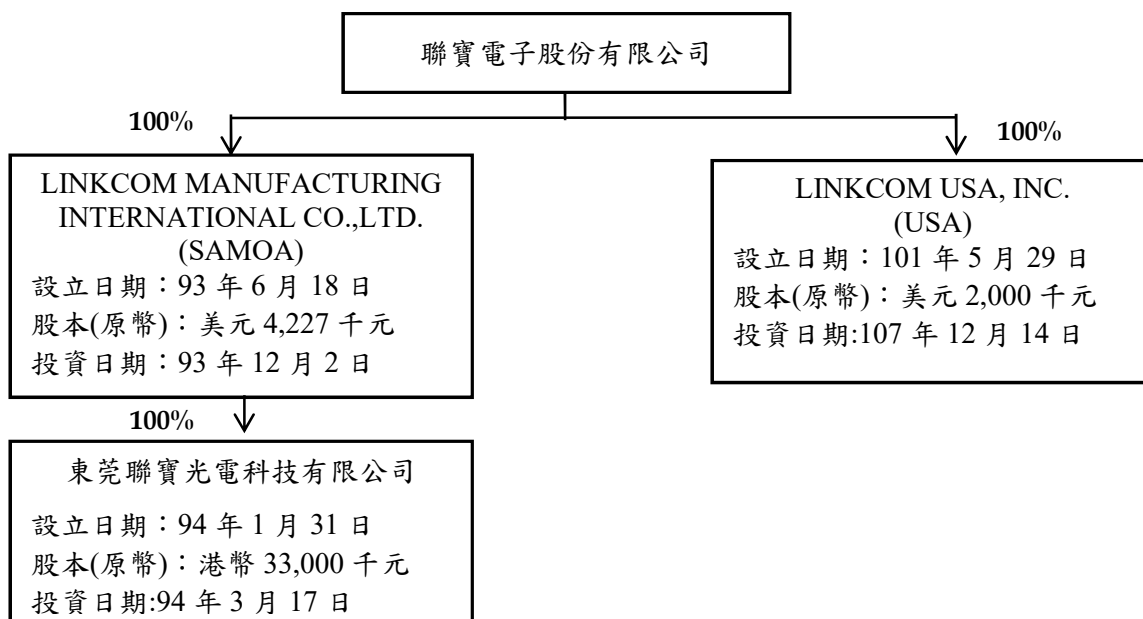 聯寶電子股份有限公司
100%
100%
LINKCOM MANUFACTURING
INTERNATIONAL CO.,LTD.
(SAMOA)
設立日期：93 年 6 月 18 日
股本(原幣)：美元 4,227 千元
投資日期：93 年 12 月 2 日
LINKCOM USA, INC.
(USA)
設立日期：101 年 5 月 29 日
股本(原幣)：美元 2,000 千元
投資日期:107 年 12 月 14 日
100%
東莞聯寶光電科技有限公司
設立日期：94 年 1 月 31 日
股本(原幣)：港幣 33,000 千元
投資日期:94 年 3 月 17 日